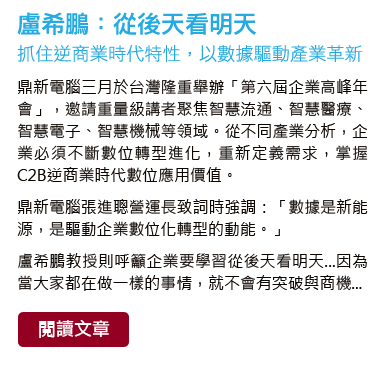 盧希鵬：從後天看明天
抓住逆商業時代特性，以數據驅動產業革新
鼎新電腦三月於台灣隆重舉辦「第六屆企業高峰年
會」，邀請重量級講者聚焦智慧流通、智慧醫療、
智慧電子、智慧機械等領域。從不同產業分析，企
業必須不斷數位轉型進化，重新定義需求，掌握
C2B逆商業時代數位應用價值。
鼎新電腦張進聰營運長致詞時強調：「數據是新能
源，是驅動企業數位化轉型的動能。」
盧希鵬教授則呼籲企業要學習從後天看明天...因為
當大家都在做一樣的事情，就不會有突破與商機...
閱讀文章